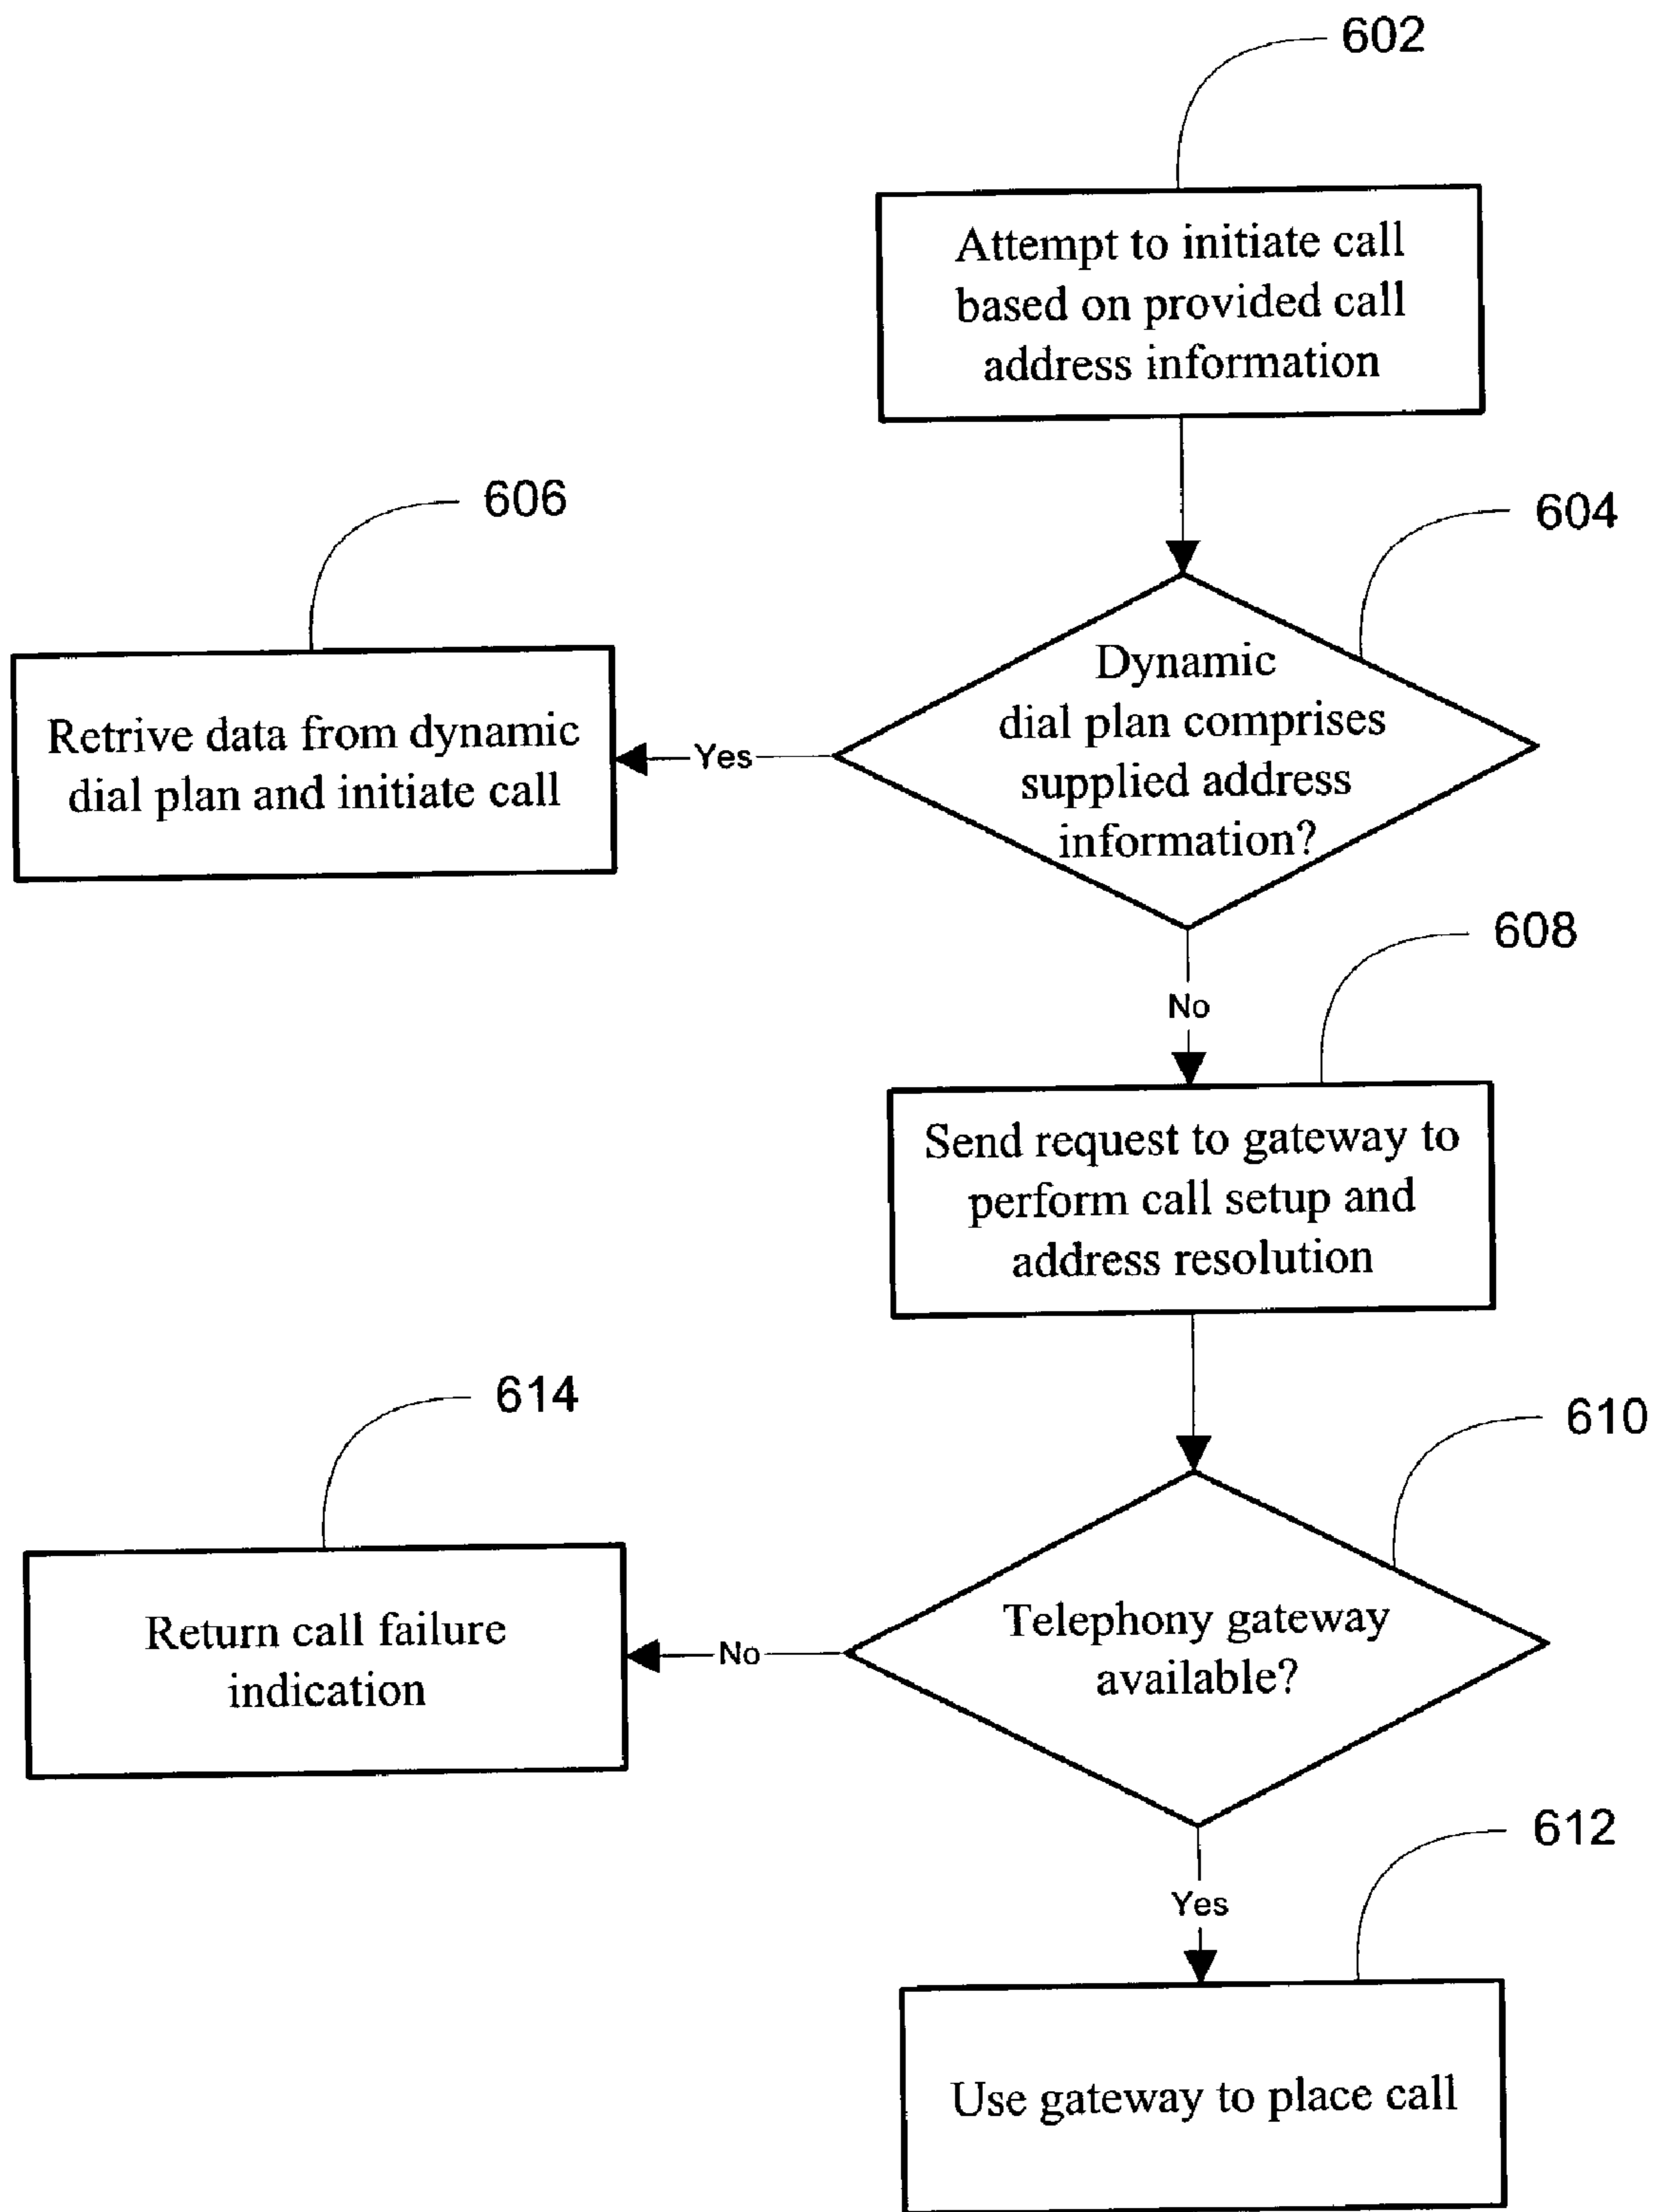 602
Attempt to initiate call
based on provided call
address information
606
604
Retrive data from dynamic
dial plan and initiate call
Yes
Dynamic
dial plan comprises
supplied address
information?
608
No
Send request to gateway to
perform call setup and
address resolution
614
610
Return call failure
indication
No
Telephony gateway
available?
612
Yes
Use gateway to place call